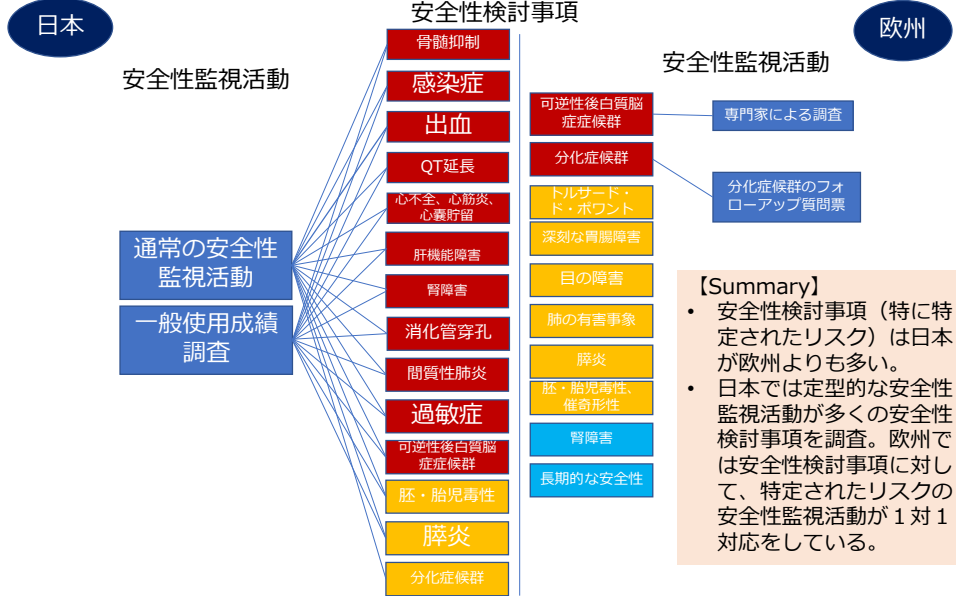 日本
安全性検討事項
欧州
安全性監視活動
通常の安全性
監視活動
一般使用成績
調査
骨髄抑制
感染症
出血
QT延長
心不全、心筋炎、
心嚢貯留
肝機能障害
腎障害
消化管穿孔
間質性肺炎
過敏症
可逆性後白質脳
症症候群
胚・胎児毒性
膵炎
分化症候群
安全性監視活動
可逆性後白質脳
症症候群
分化症候群
トルサード・
ド・ポワント
深刻な胃腸障害
目の障害
肺の有害事象
膵炎
胚・胎児毒性、
催奇形性
腎障害
長期的な安全性
専門家による調査
分化症候群のフォ
ローアップ質問票
【Summary】
• 安全性検討事項（特に特
定されたリスク）は日本
が欧州よりも多い。
• 日本では定型的な安全性
監視活動が多くの安全性
検討事項を調査。欧州で
は安全性検討事項に対し
て、特定されたリスクの
安全性監視活動が１対１
対応をしている。